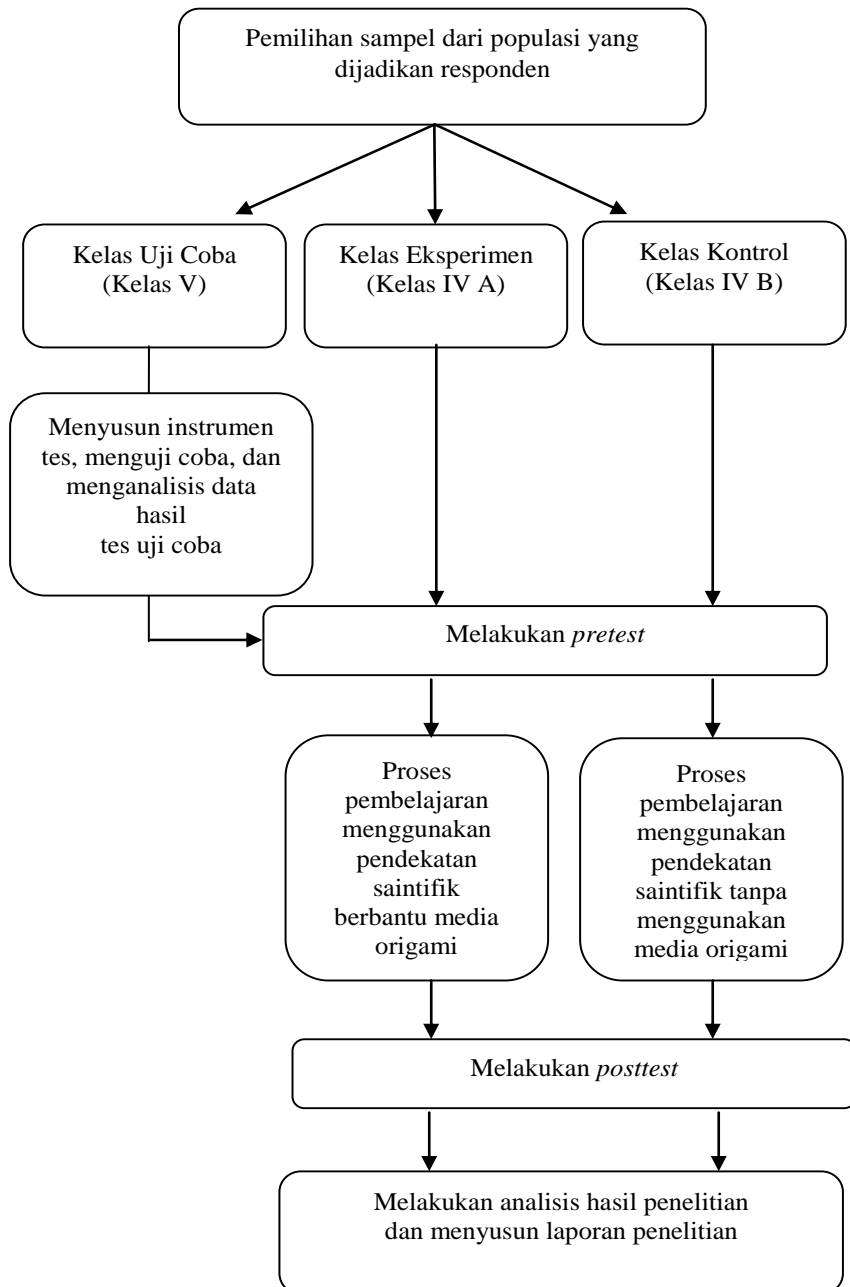 Pemilihan sampel dari populasi yang
dijadikan responden
Kelas Uji Coba
(Kelas V)
Kelas Eksperimen
(Kelas IV A)
Kelas Kontrol
(Kelas IV B)
Menyusun instrumen
tes, menguji coba, dan
menganalisis data
hasil
tes uji coba
Melakukan pretest
Proses
pembelajaran
menggunakan
pendekatan
saintifik
berbantu media
origami
Proses
pembelajaran
menggunakan
pendekatan
saintifik tanpa
menggunakan
media origami
Melakukan posttest
Melakukan analisis hasil penelitian
dan menyusun laporan penelitian